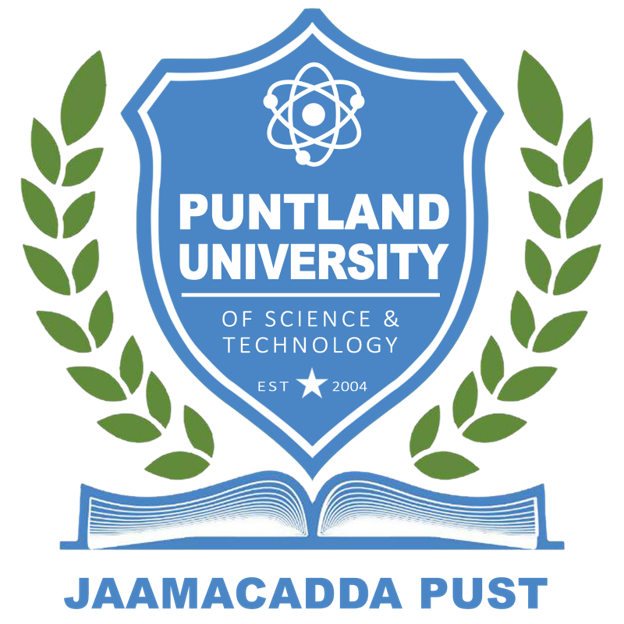 PUNTLAND
UNIVERSITY
OF SCIENCE &
TECHNOLOGY
EST 2004
JAAMACADDA PUST